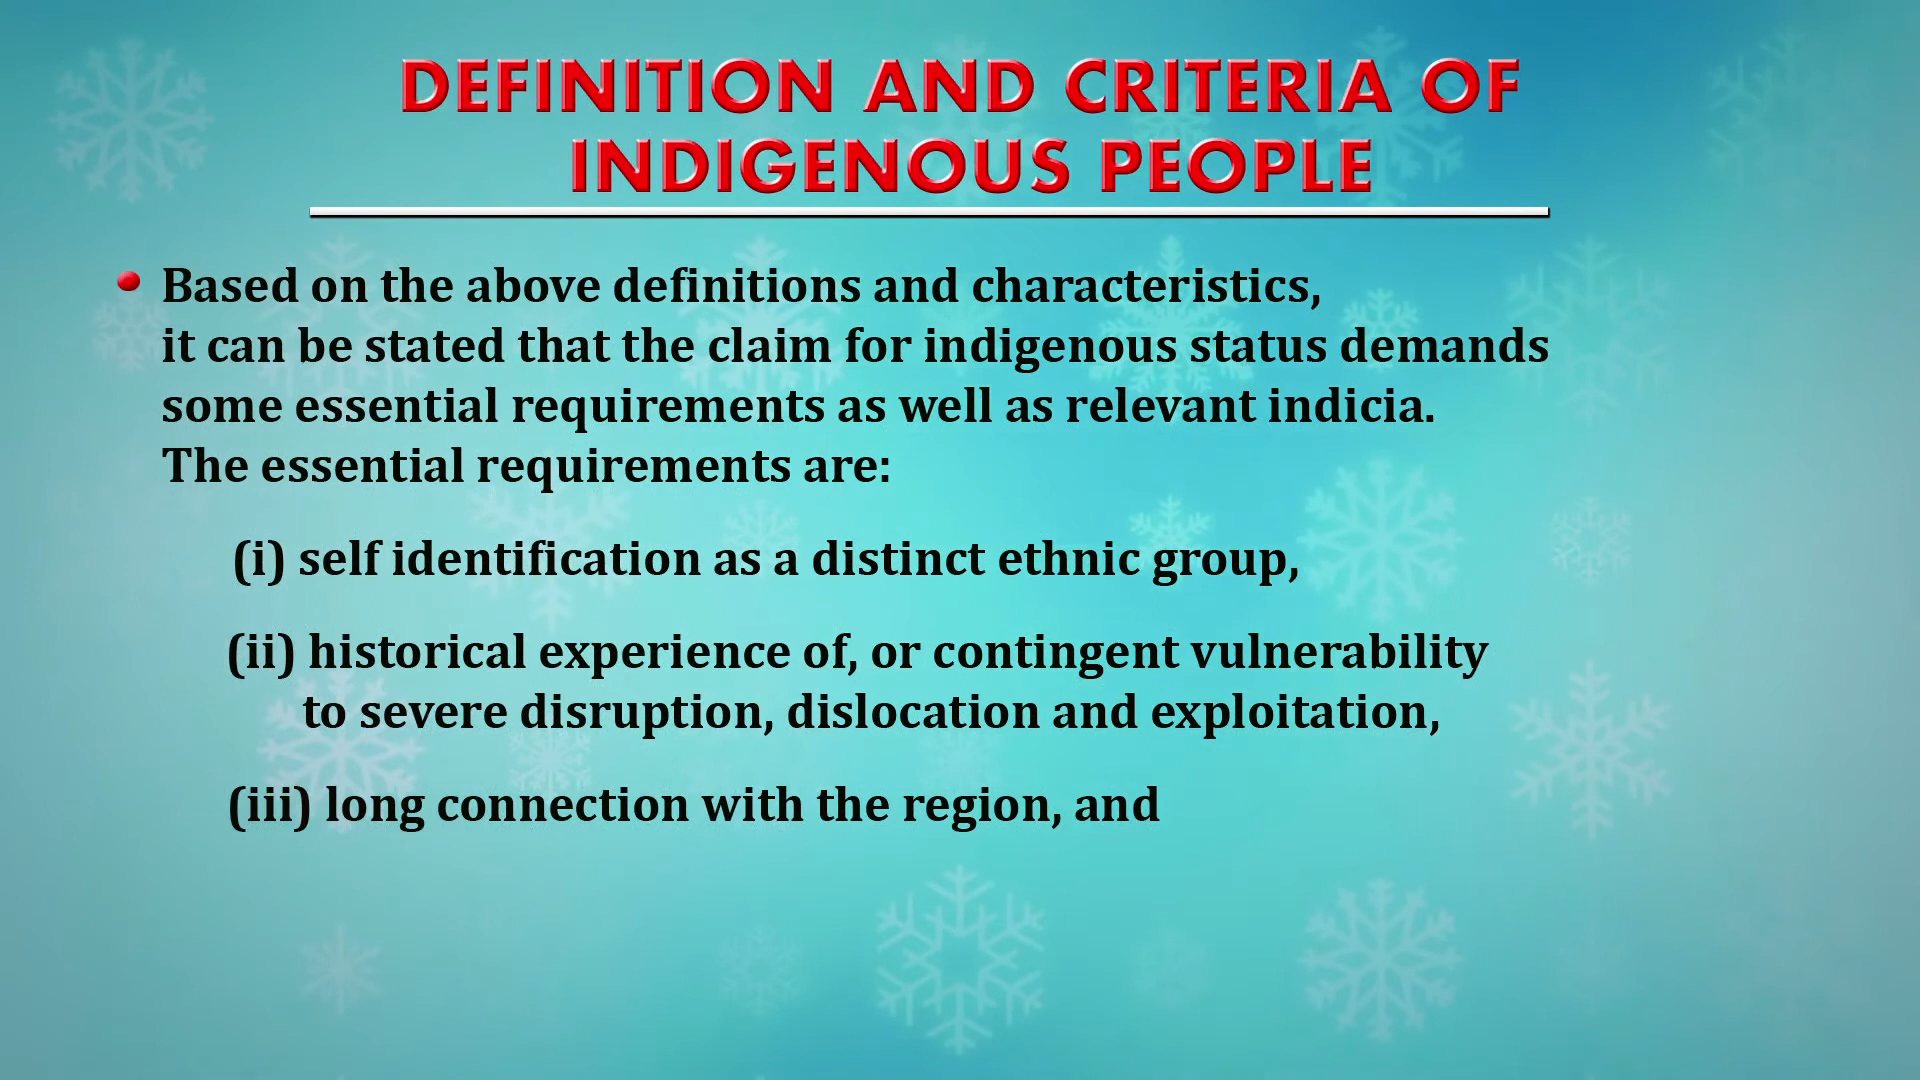 DEFINITION AND CRITERIA OF
INDIGENOUS PEOPLE
Based on the above definitions and characteristics,
it can be stated that the claim for indigenous status demands
some essential requirements as well as relevant indicia.
The essential requirements are:
(i) self identification as a distinct ethnic group,
(ii) historical experience of, or contingent vulnerability
to severe disruption, dislocation and exploitation,
(iii) long connection with the region, and